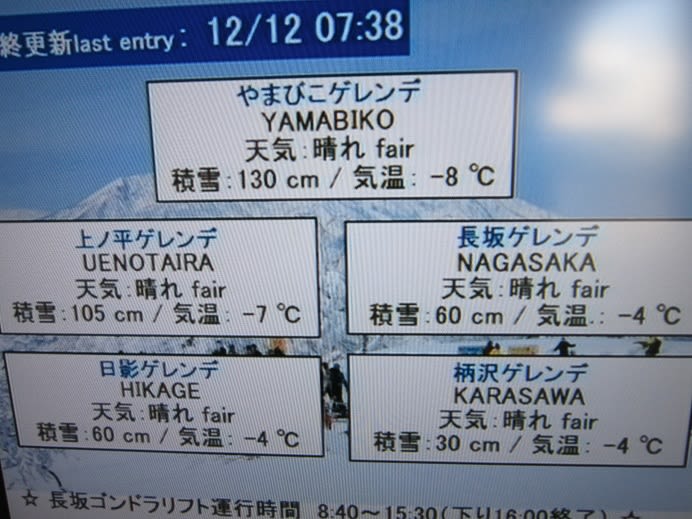 終更新last entry: 12/12 07:38
やまびこゲレンデ
YAMABIKO
天気:晴れ fair
積雪:130 cm / 気温: -8 ℃
上ノ平ゲレンデ
UENOTAIRA
天気:晴れ fair
積雪:105 cm / 気温: -7 ℃
長坂ゲレンデ
NAGASAKA
天気:晴れ fair
積雪:60 cm / 気温.: -4 ℃
日影ゲレンデ
HIKAGE
天気:晴れ fair
積雪:60 cm / 気温: -4 ℃
柄沢ゲレンデ
KARASAWA
天気:晴れ fair
積雪:30 cm / 気温: -4 ℃
☆ 長坂ゴンドラリフト運行時間 8:40~15:30(下り16:00終了) ☆